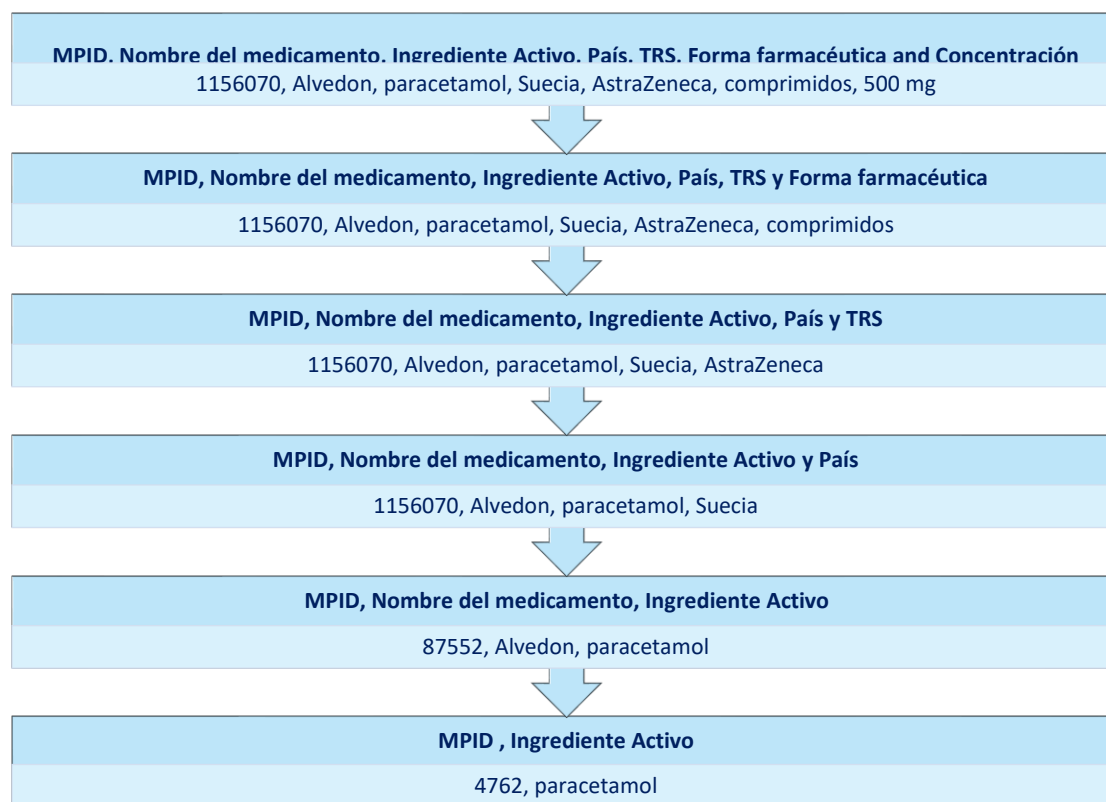 MPID, Nombre del medicamento, Ingrediente Activo, País, TRS, Forma farmacéutica and Concentración
1156070, Alvedon, paracetamol, Suecia, AstraZeneca, comprimidos, 500 mg
MPID, Nombre del medicamento, Ingrediente Activo, País, TRS y Forma farmacéutica
1156070, Alvedon, paracetamol, Suecia, AstraZeneca, comprimidos
MPID, Nombre del medicamento, Ingrediente Activo, País y TRS
1156070, Alvedon, paracetamol, Suecia, AstraZeneca
MPID, Nombre del medicamento, Ingrediente Activo y País
1156070, Alvedon, paracetamol, Suecia
MPID, Nombre del medicamento, Ingrediente Activo
87552, Alvedon, paracetamol
MPID , Ingrediente Activo
4762, paracetamol